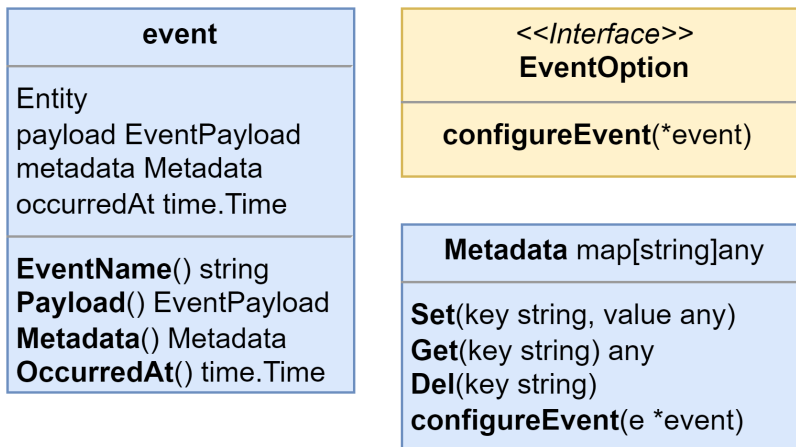 event
Entity
payload EventPayload
metadata Metadata
occurredAt time.Time
EventName() string
Payload() EventPayload
Metadata() Metadata
OccurredAt() time.Time
<<Interface>>
EventOption
configureEvent(*event)
Metadata map[string]any
Set(key string, value any)
Get(key string) any
Del(key string)
configureEvent(e *event)